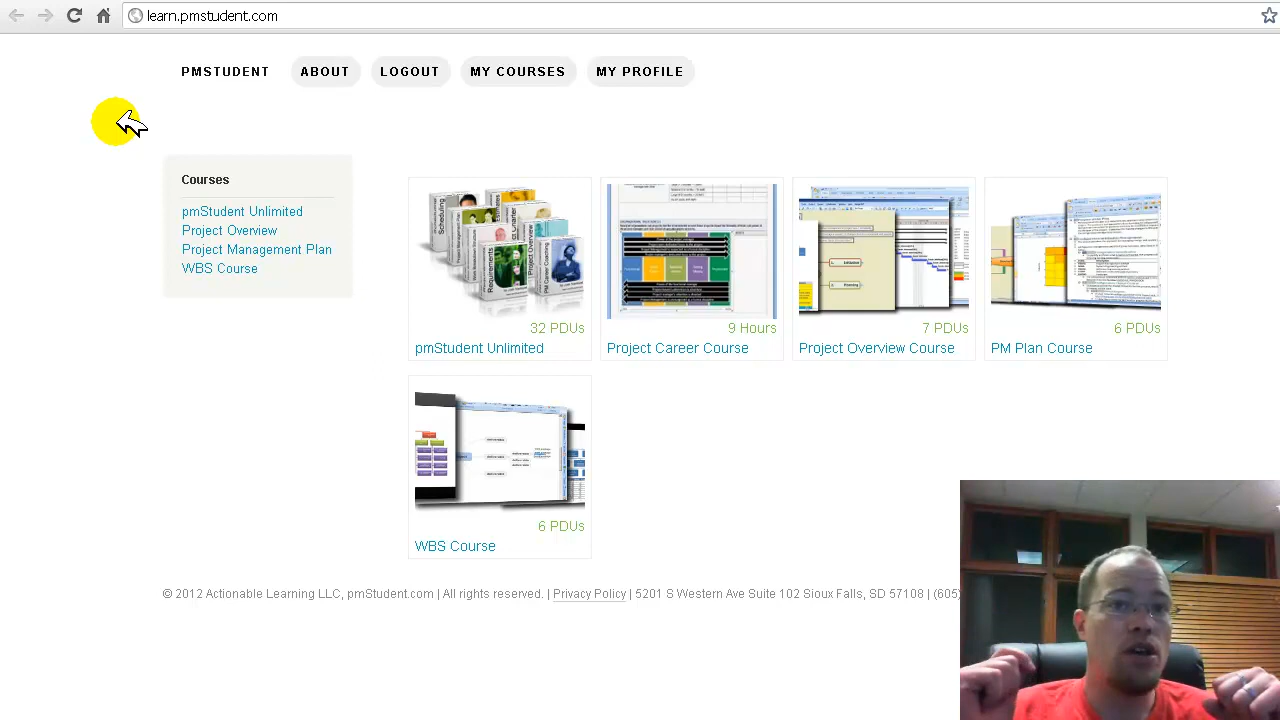 learn.pmstudent.com
PMSTUDENT ABOUT LOGOUT MY COURSES MY PROFILE
Courses
pmStudent Unlimited
Project Overview
Project Management Plan
WBS Course
32 PDUs
pmStudent Unlimited
9 Hours
Project Career Course
7 PDUs
Project Overview Course
6 PDUs
PM Plan Course
6 PDUs
WBS Course
© 2012 Actionable Learning LLC, pmStudent.com | All rights reserved. | Privacy Policy | 5201 S Western Ave Suite 102 Sioux Falls, SD 57108 | (605)